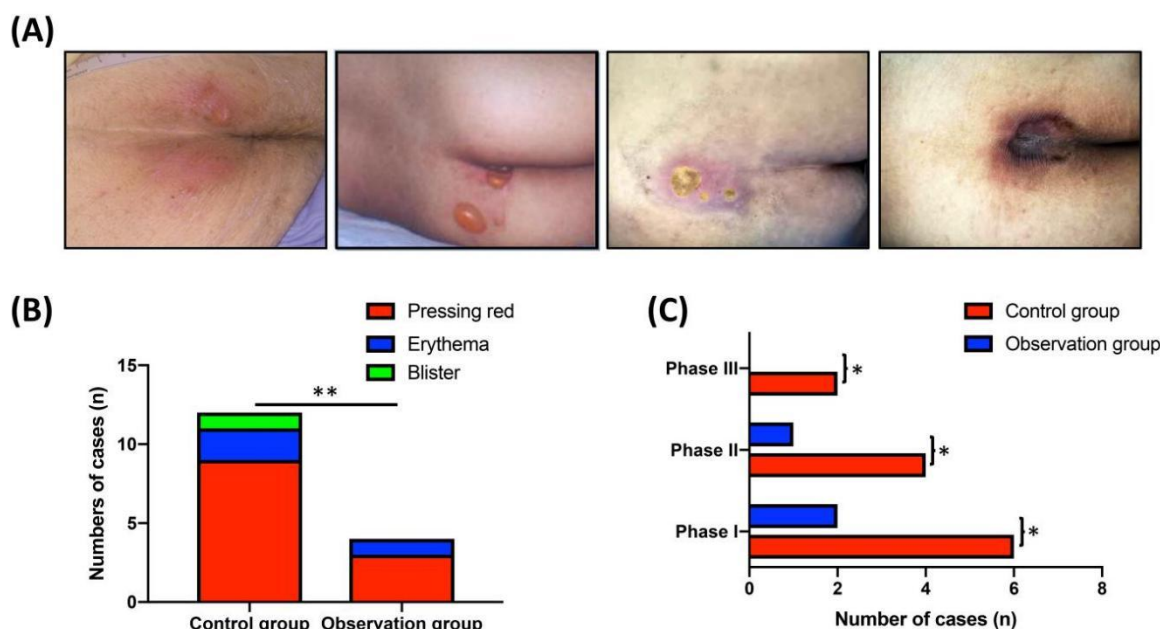 (A)
(B)
Pressing red
Erythema
Blister
Numbers of cases (n)
15
10
5
0
**
Control group
Observation group
(C)
Control group
Observation group
Phase III
Phase II
Phase I
*
*
*
0
2
4
6
8
Number of cases (n)